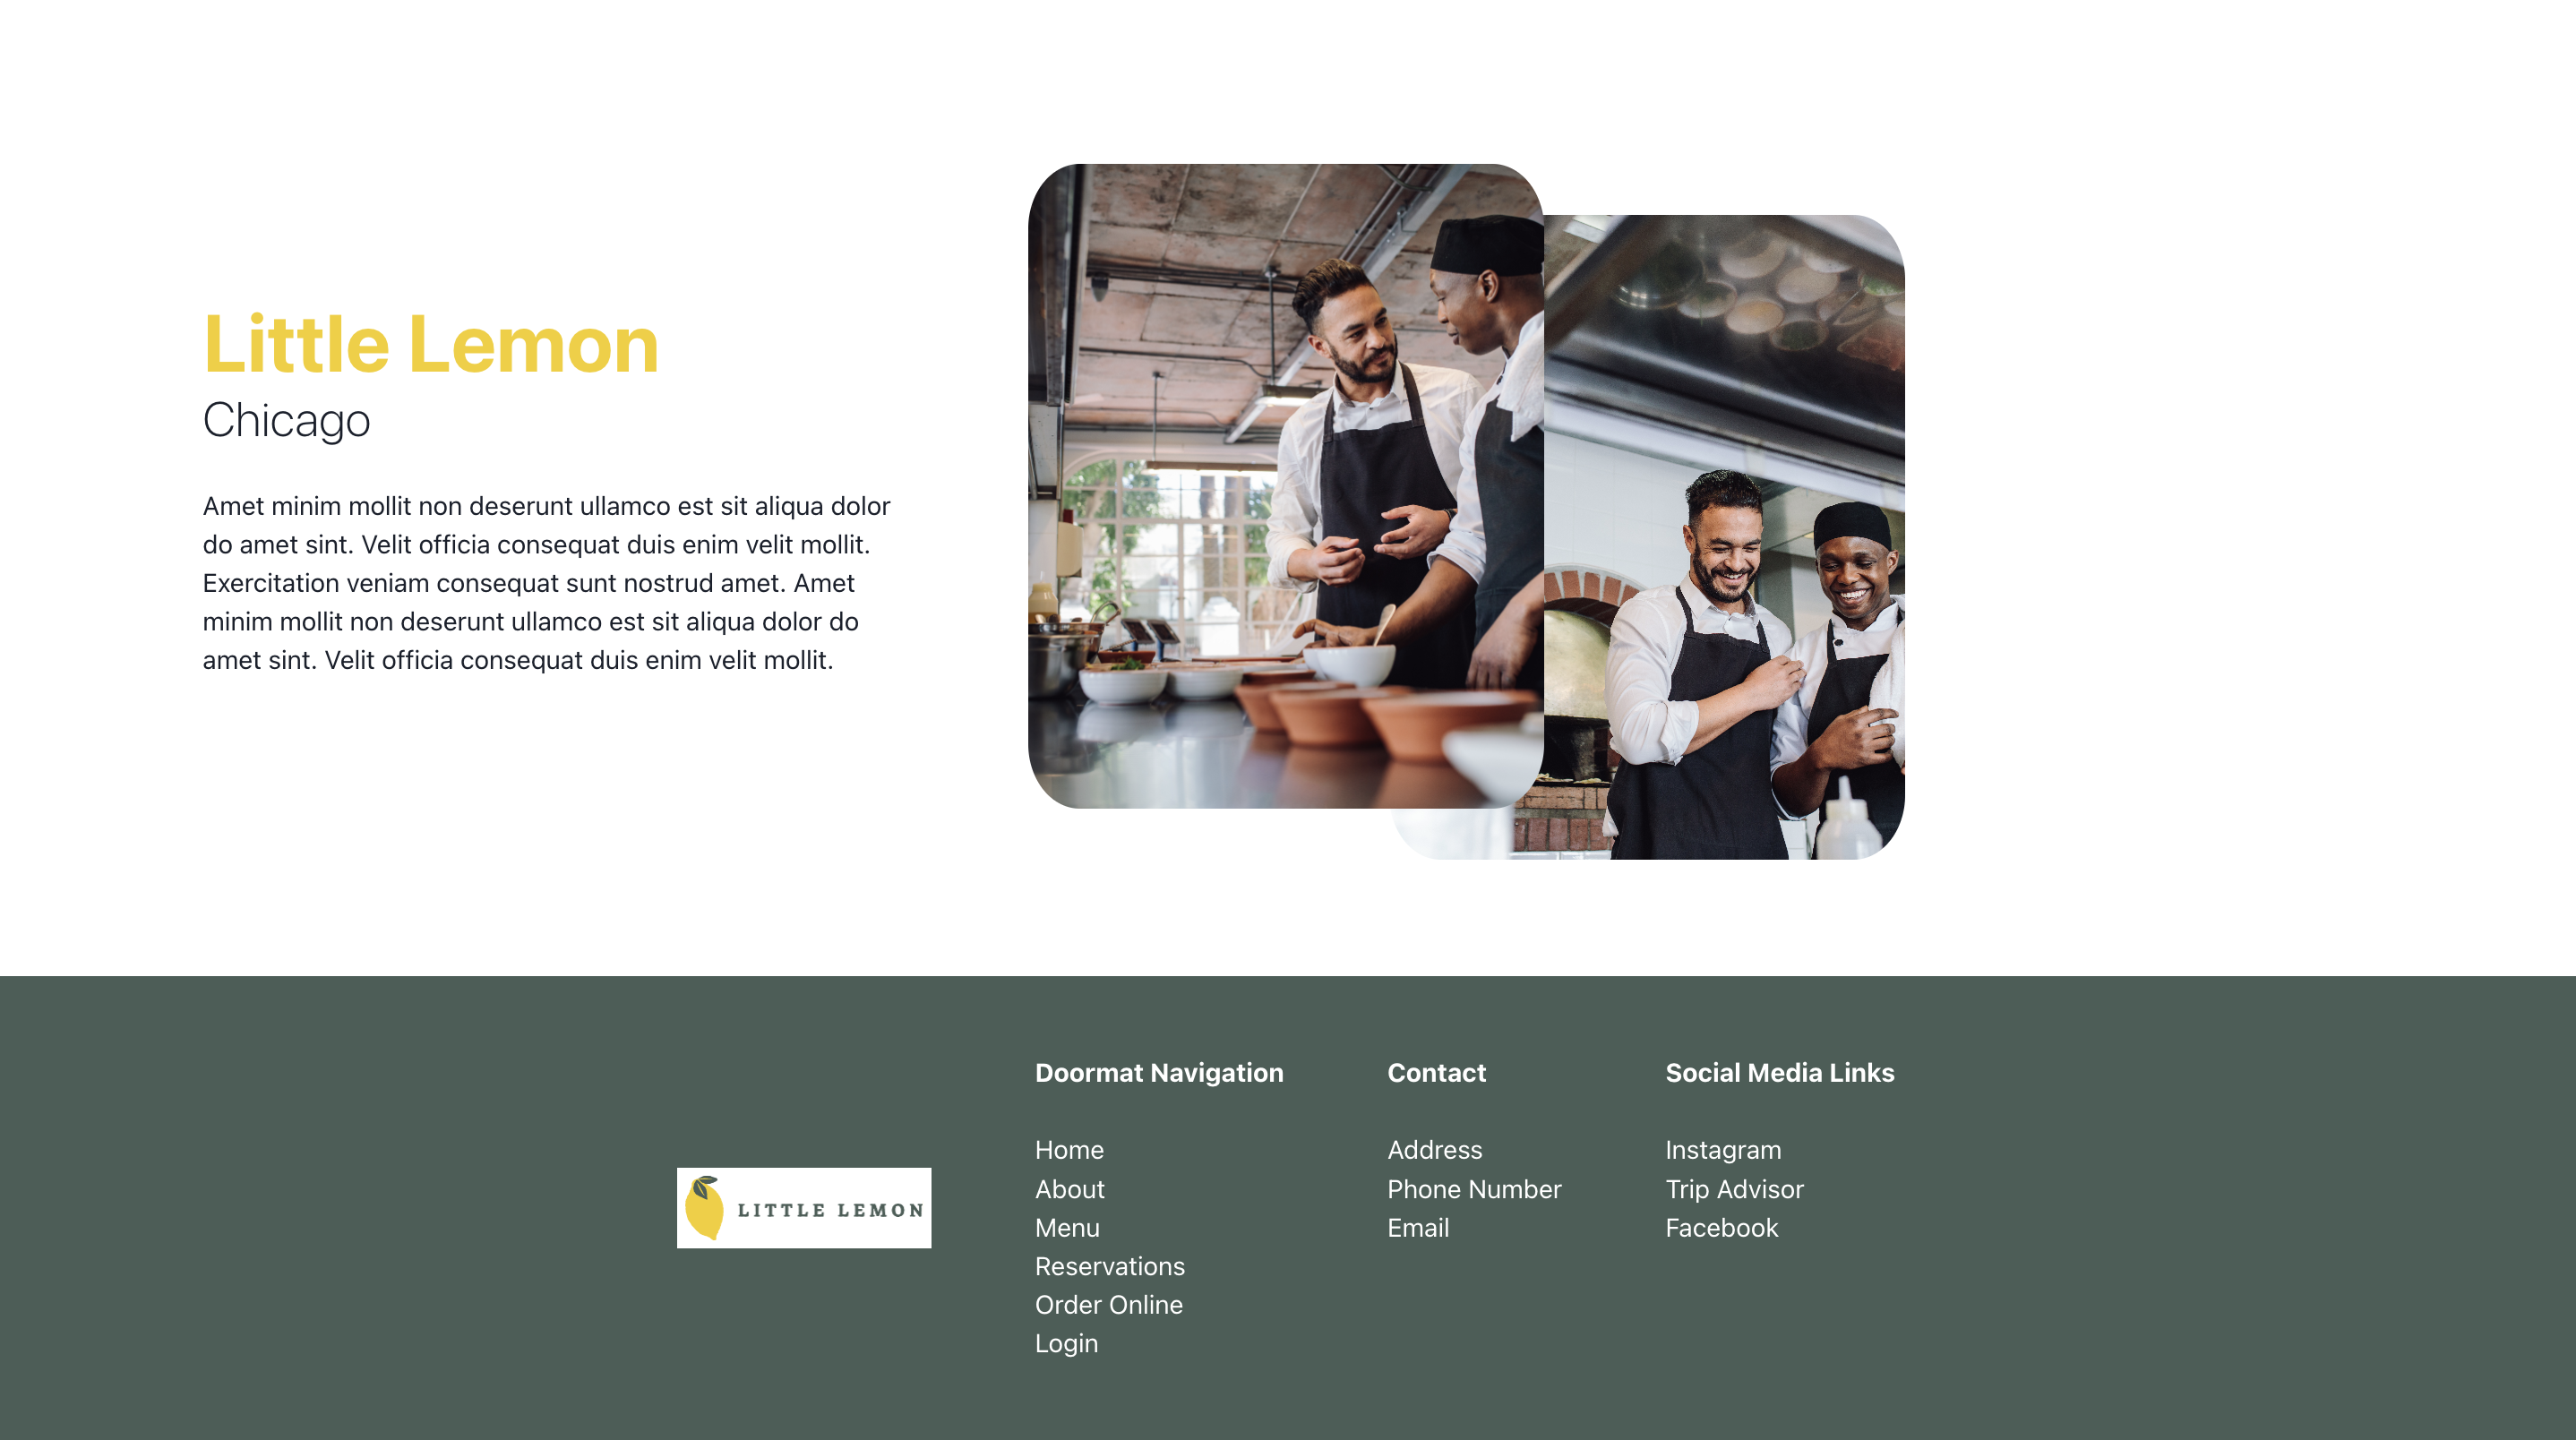 Little Lemon
Chicago
Amet minim mollit non deserunt ullamco est sit aliqua dolor
do amet sint. Velit officia consequat duis enim velit mollit.
Exercitation veniam consequat sunt nostrud amet. Amet
minim mollit non deserunt ullamco est sit aliqua dolor do
amet sint. Velit officia consequat duis enim velit mollit.
LITTLE LEMON
Doormat Navigation
Home
About
Menu
Reservations
Order Online
Login
Contact
Address
Phone Number
Email
Social Media Links
Instagram
Trip Advisor
Facebook